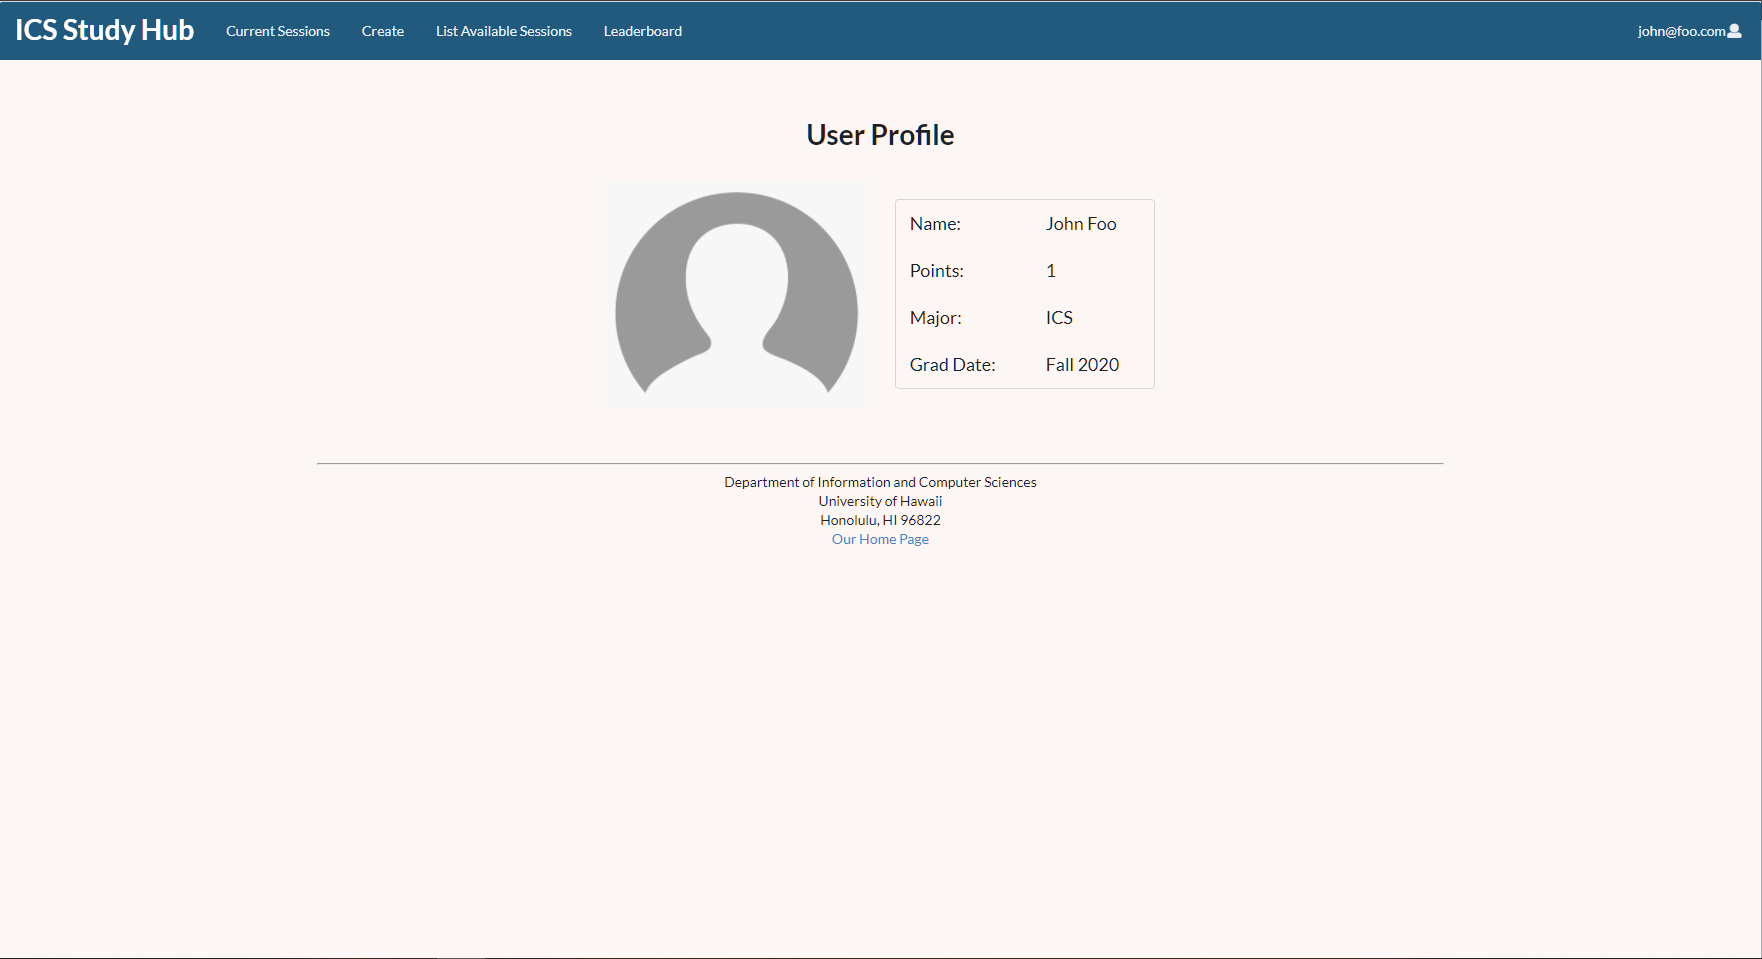 ICS Study Hub Current Sessions Create List Available Sessions Leaderboard john@foo.com
User Profile
Name: John Foo
Points: 1
Major: ICS
Grad Date: Fall 2020
Department of Information and Computer Sciences
University of Hawaii
Honolulu, HI 96822
Our Home Page